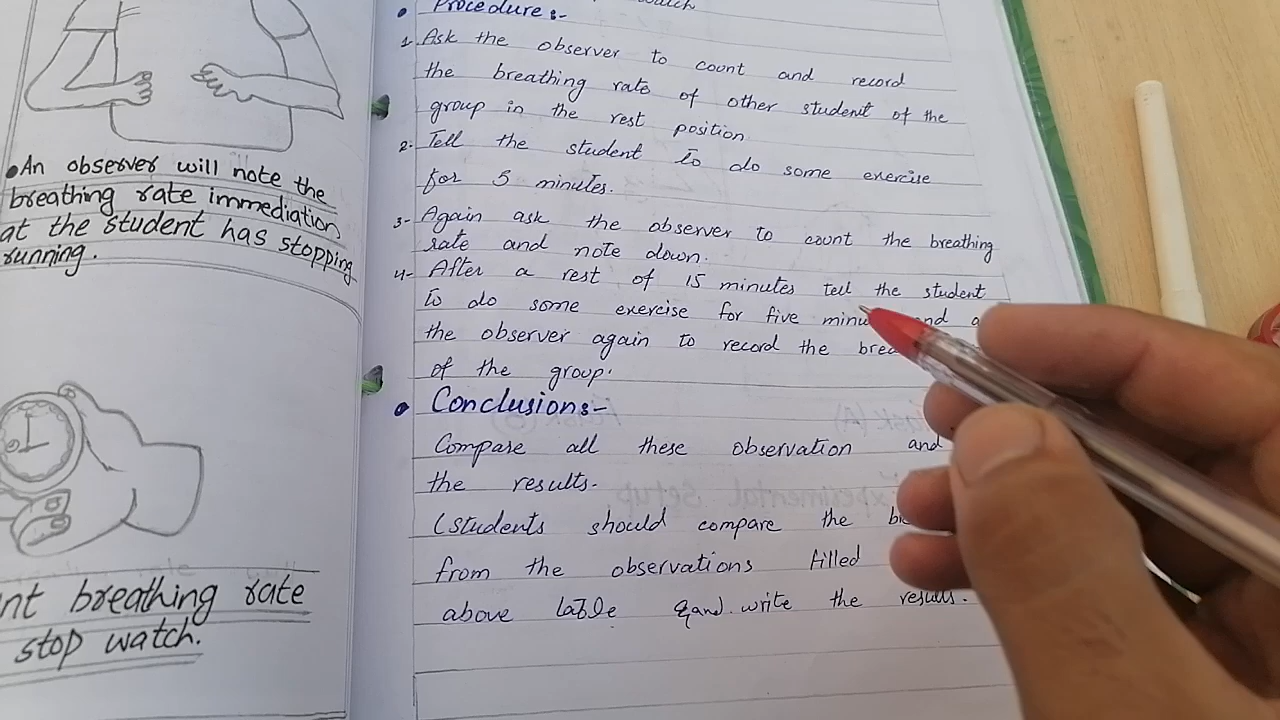 An observer will note the
breathing rate immediation
at the student has stopping
running.
breathing rate
stop watch.
Procedure:-
1. Ask the observer to count and record
the breathing rate of other student of the
group in the rest position
2. Tell the student to do some exercise
for 5 minutes.
3- Again ask the observer to count the breathing
rate and note down.
4- After a rest of 15 minutes tell the student
to do some exercise for five and
the observer again to record the
of the group.
Conclusions-
Compare all these observation and
the results.
(students should compare the
from the observations filled
above table and write the results.